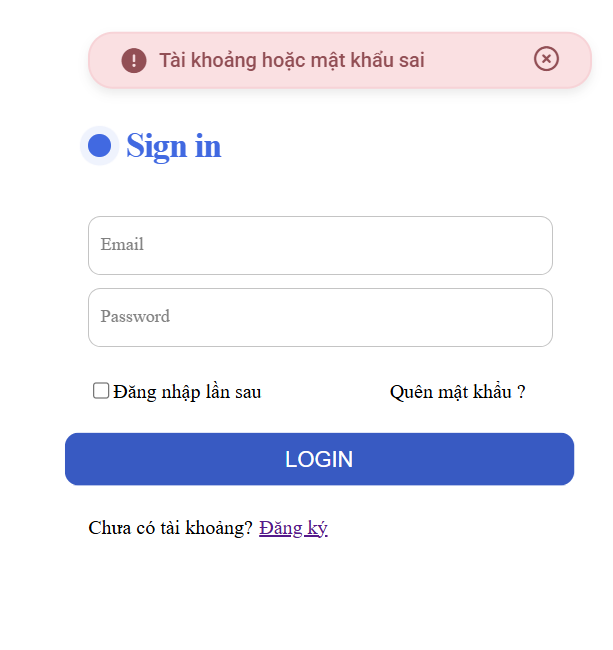 Tài khoảng hoặc mật khẩu sai
Sign in
Email
Password
Đăng nhập lần sau
Quên mật khẩu ?
LOGIN
Chưa có tài khoảng? Đăng ký